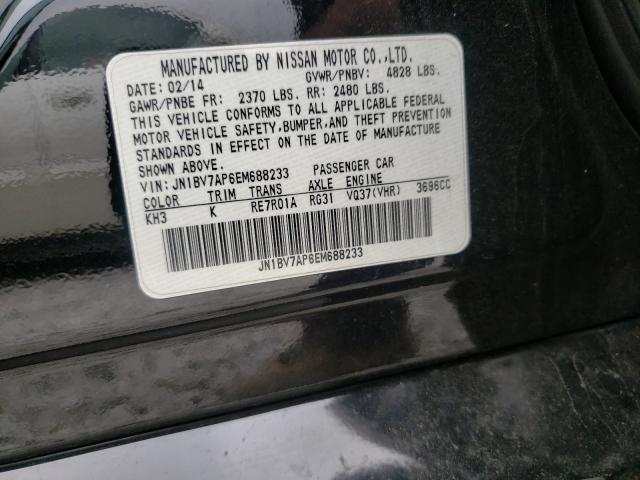 MANUFACTURED BY NISSAN MOTOR CO.,LTD.
DATE: 02/14 GVWR/PNBV: 4828 LBS.
GAWR/PNBE FR: 2370 LBS. RR: 2480 LBS.
THIS VEHICLE CONFORMS TO ALL APPLICABLE FEDERAL
MOTOR VEHICLE SAFETY,BUMPER,AND THEFT PREVENTION
STANDARDS IN EFFECT ON THE DATE OF MANUFACTURE
SHOWN ABOVE.
VIN: JN1BV7AP6EM688233 PASSENGER CAR
COLOR TRIM TRANS AXLE ENGINE
KH3 K RE7R01A RG31 VQ37(VHR) 3696CC
JN1BV7AP6EM688233